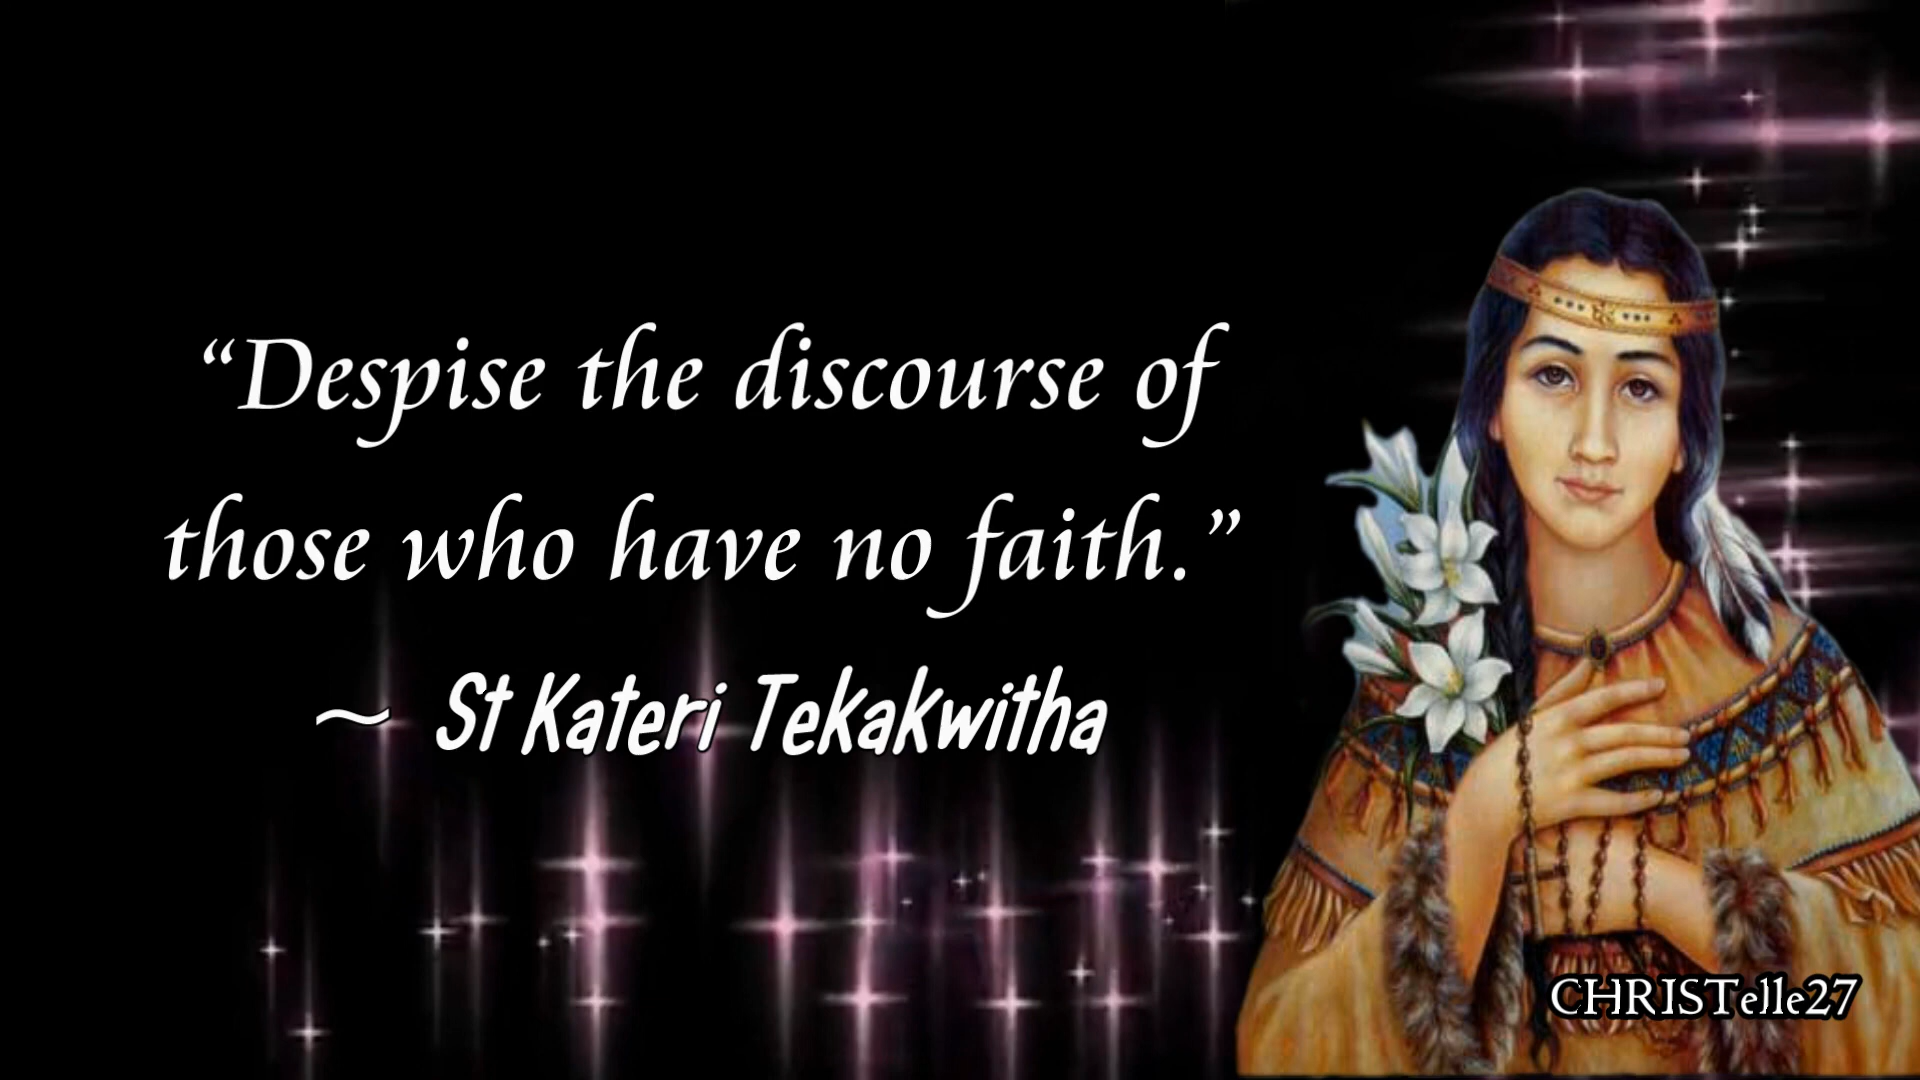 “Despise the discourse of
those who have no faith.”
~ St Kateri Tekakwitha
CHRISTelle27